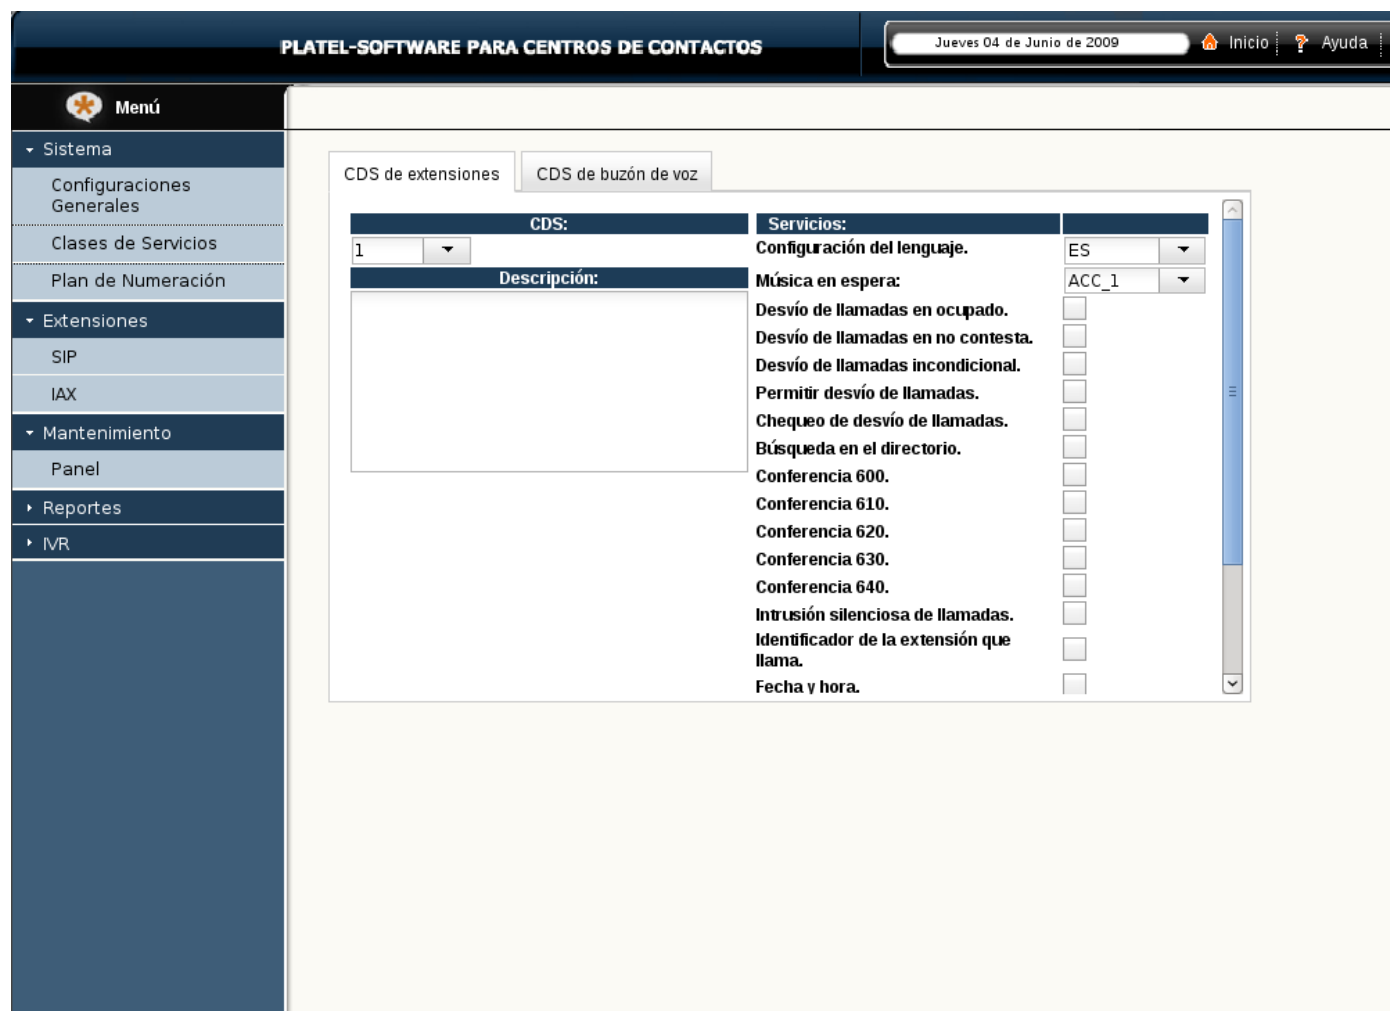 PLATEL-SOFTWARE PARA CENTROS DE CONTACTOS
Jueves 04 de Junio de 2009
Inicio
Ayuda
Menú
Sistema
Configuraciones
Generales
Clases de Servicios
Plan de Numeración
Extensiones
SIP
IAX
Mantenimiento
Panel
Reportes
IVR
CDS de extensiones
CDS de buzón de voz
CDS:
1
Descripción:
Servicios:
Configuración del lenguaje.
ES
Música en espera:
ACC_1
Desvío de llamadas en ocupado.
Desvío de llamadas en no contesta.
Desvío de llamadas incondicional.
Permitir desvío de llamadas.
Chequeo de desvío de llamadas.
Búsqueda en el directorio.
Conferencia 600.
Conferencia 610.
Conferencia 620.
Conferencia 630.
Conferencia 640.
Intrusión silenciosa de llamadas.
Identificador de la extensión que
llama.
Fecha y hora.